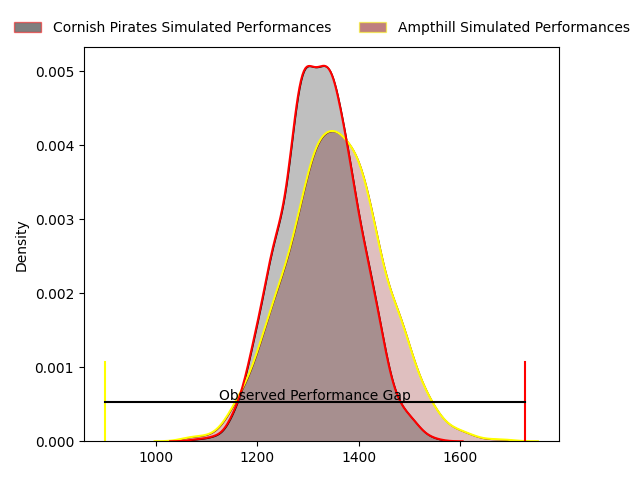 Cornish Pirates Simulated Performances
Ampthill Simulated Performances
0.005
0.004
0.003
0.002
0.001
0.000
Density
Observed Performance Gap
1000 1200 1400 1600